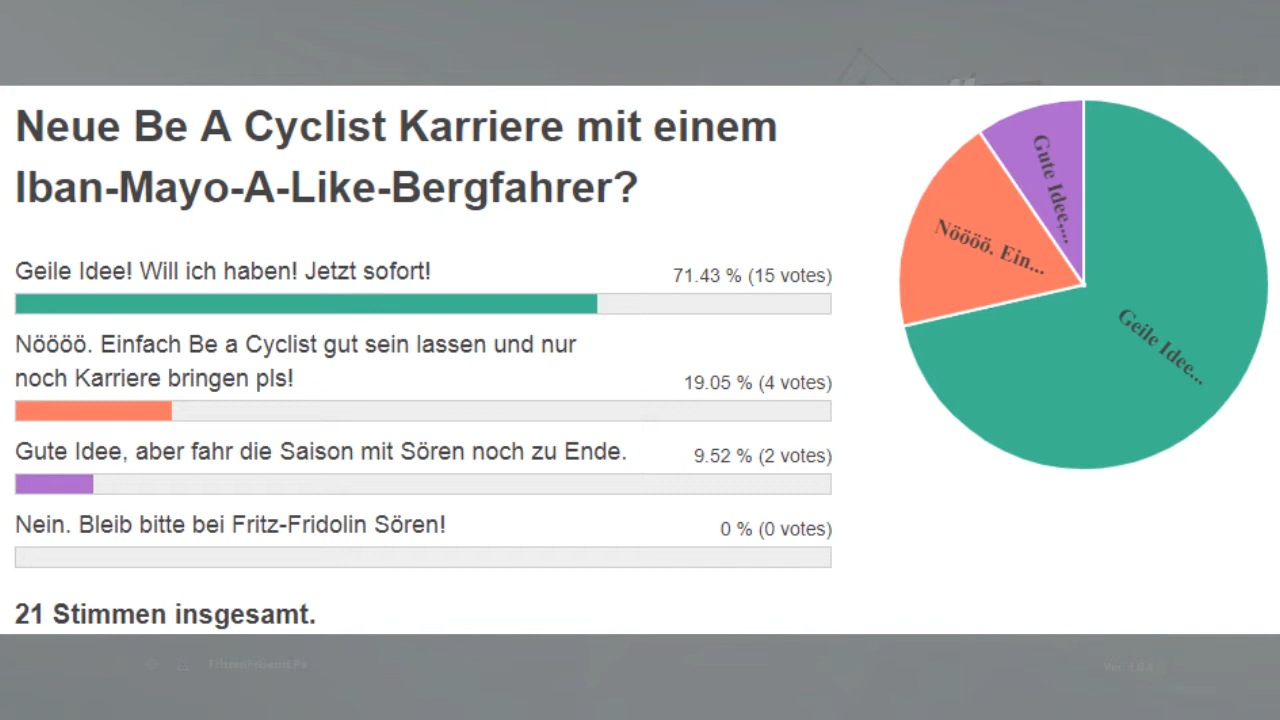 Neue Be A Cyclist Karriere mit einem
Iban-Mayo-A-Like-Bergfahrer?
Geile Idee! Will ich haben! Jetzt sofort!
71.43 % (15 votes)
Nöööö. Einfach Be a Cyclist gut sein lassen und nur
noch Karriere bringen pls!
19.05 % (4 votes)
Gute Idee, aber fahr die Saison mit Sören noch zu Ende.
9.52 % (2 votes)
Nein. Bleib bitte bei Fritz-Fridolin Sören!
0 % (0 votes)
21 Stimmen insgesamt.
Gute Idee,...
Nöööö. Ein...
Geile Idee...